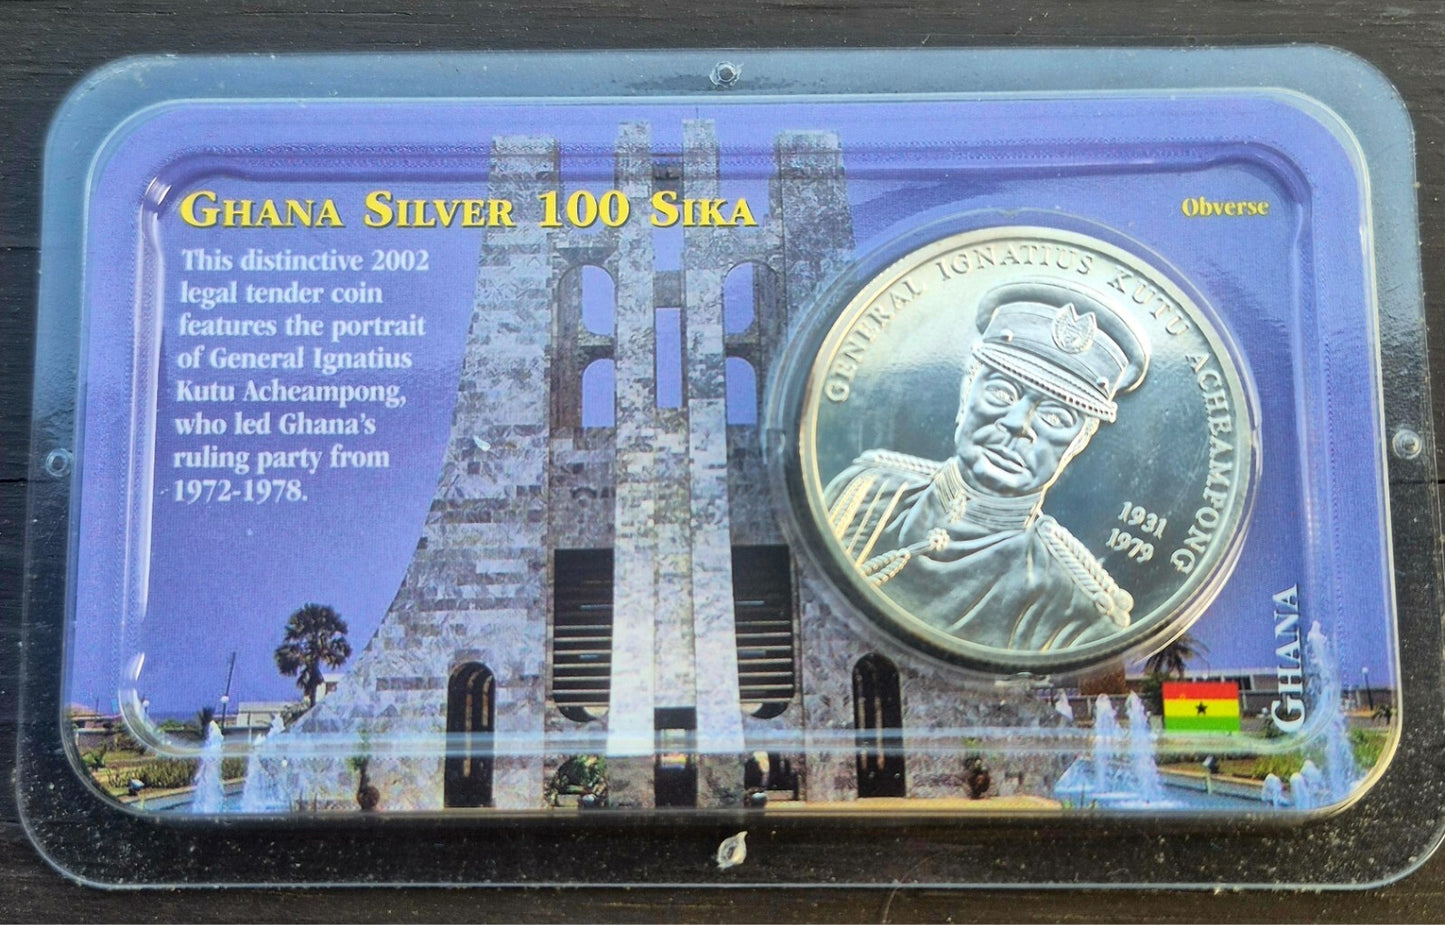 GHANA SILVER 100 SIKA
This distinctive 2002
legal tender coin
features the portrait
of General Ignatius
Kutu Acheampong,
who led Ghana's
ruling party from
1972-1978.
Obverse
GENERAL IGNATIUS KUTU ACHEAMPONG
1931
1979
GHANA